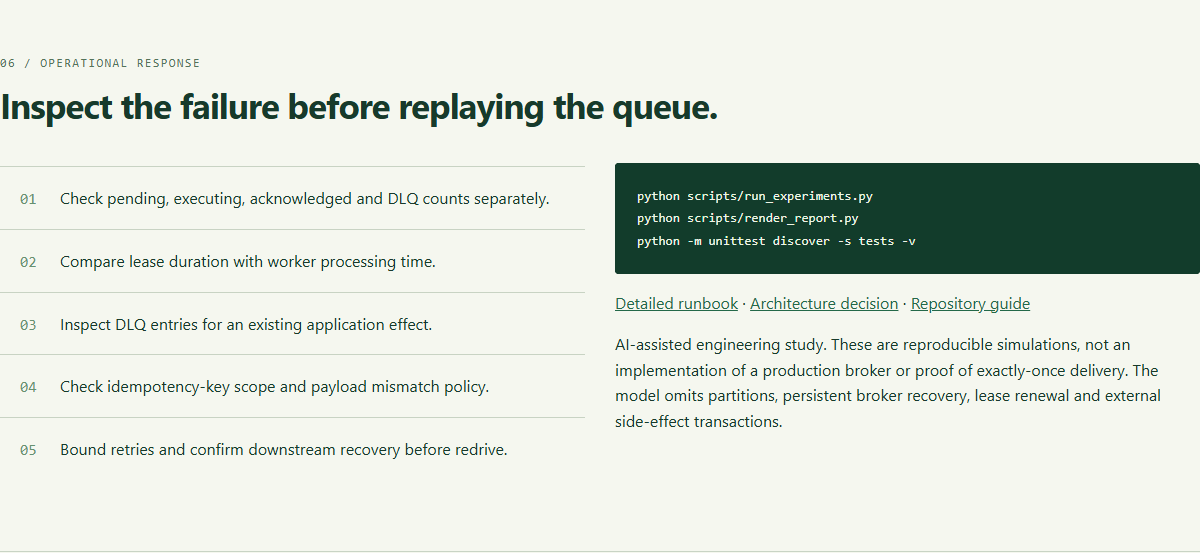 06 / OPERATIONAL RESPONSE
Inspect the failure before replaying the queue.
01 Check pending, executing, acknowledged and DLQ counts separately.
02 Compare lease duration with worker processing time.
03 Inspect DLQ entries for an existing application effect.
04 Check idempotency-key scope and payload mismatch policy.
05 Bound retries and confirm downstream recovery before redrive.
python scripts/run_experiments.py
python scripts/render_report.py
python -m unittest discover -s tests -v
Detailed runbook · Architecture decision · Repository guide
AI-assisted engineering study. These are reproducible simulations, not an
implementation of a production broker or proof of exactly-once delivery. The
model omits partitions, persistent broker recovery, lease renewal and external
side-effect transactions.